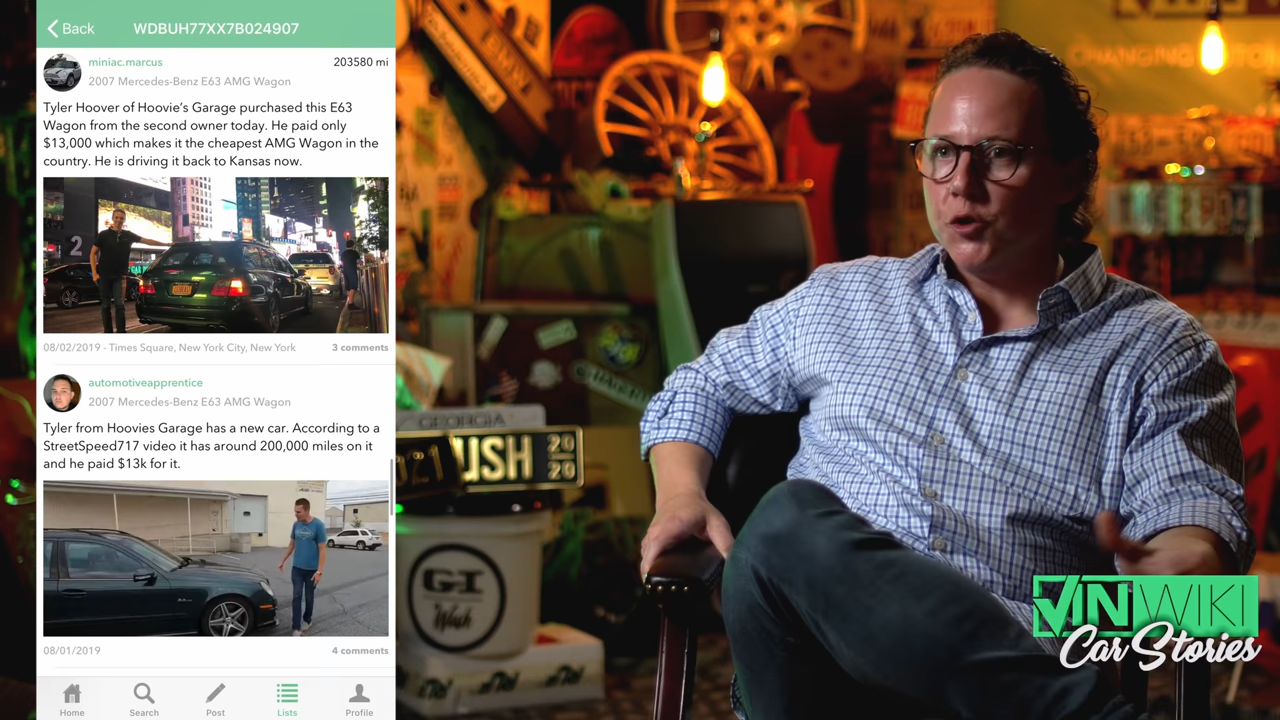 Back
WDBUH77XX7B024907
miniac.marcus
203580 mi
2007 Mercedes-Benz E63 AMG Wagon
Tyler Hoover of Hoovie's Garage purchased this E63
Wagon from the second owner today. He paid only
$13,000 which makes it the cheapest AMG Wagon in the
country. He is driving it back to Kansas now.
2
08/02/2019 - Times Square, New York City, New York
3 comments
automotiveapprentice
2007 Mercedes-Benz E63 AMG Wagon
Tyler from Hoovies Garage has a new car. According to a
StreetSpeed717 video it has around 200,000 miles on it
and he paid $13k for it.
08/01/2019
4 comments
Home
Search
Post
Lists
Profile
CHANGING
GEORGIA
USH
20
20
GI
Wash
VINWIKI
Car Stories